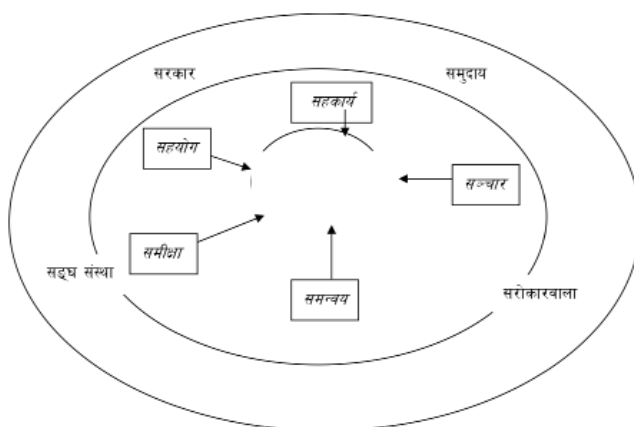 सरकार
समुदाय
सहकार्य
सहयोग
सञ्चार
समीक्षा
सङ्घ संस्था
समन्वय
सरोकारवाला